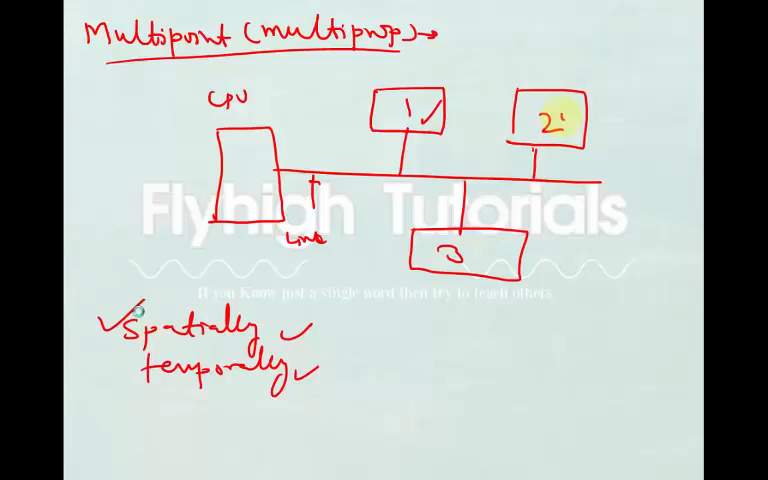 Multipoint (multiprop) →
CPU
1 ✓
2
Line
3
Flyhigh Tutorials
If you Know just a single word then try to teach others.
✓ Spatially ✓
temporally ✓